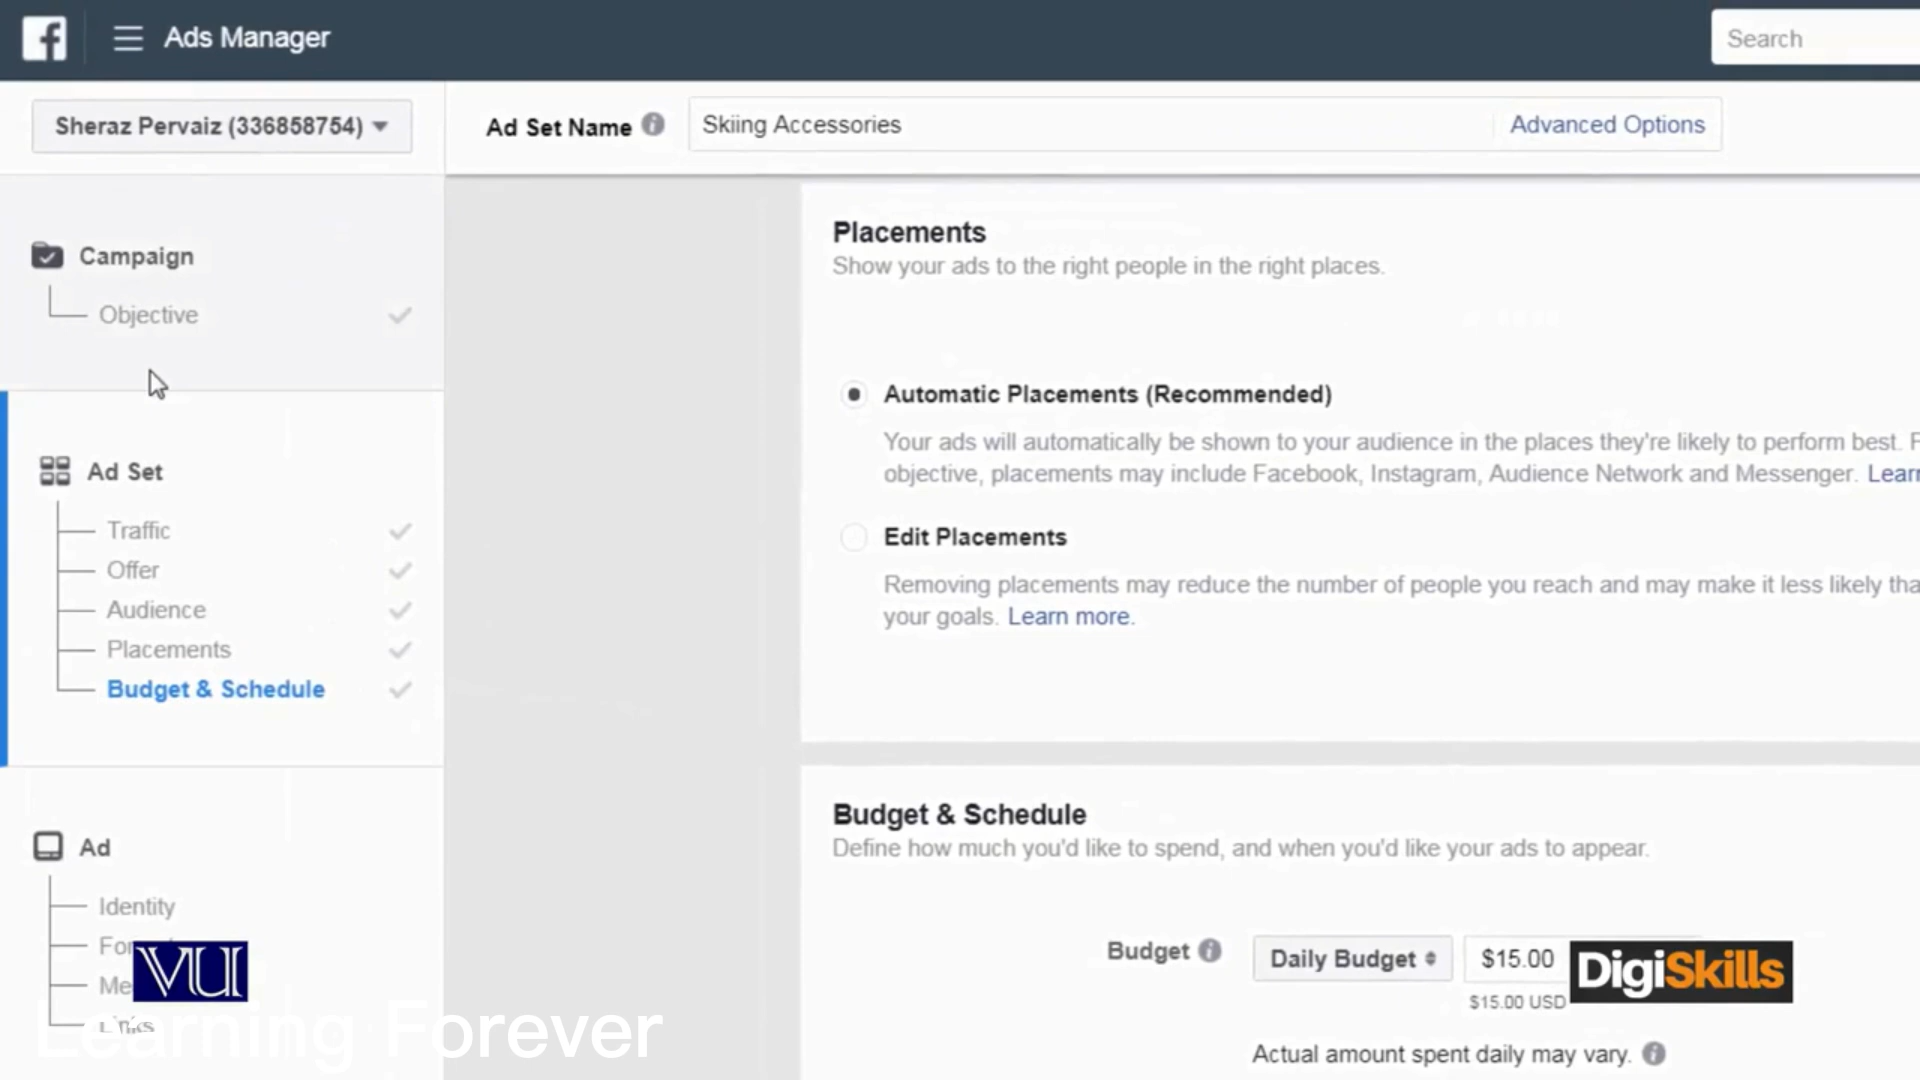 Ads Manager
Search
Sheraz Pervaiz (336858754)
Ad Set Name
Skiing Accessories
Advanced Options
Campaign
Objective
Ad Set
Traffic
Offer
Audience
Placements
Budget & Schedule
Ad
Identity
Links
Placements
Show your ads to the right people in the right places.
Automatic Placements (Recommended)
Your ads will automatically be shown to your audience in the places they're likely to perform best.
objective, placements may include Facebook, Instagram, Audience Network and Messenger. Learn
Edit Placements
Removing placements may reduce the number of people you reach and may make it less likely
your goals. Learn more.
Budget & Schedule
Define how much you'd like to spend, and when you'd like your ads to appear.
Budget
Daily Budget
$15.00
$15.00 USD
Actual amount spent daily may vary.
VU
DigiSkills
Learning Forever